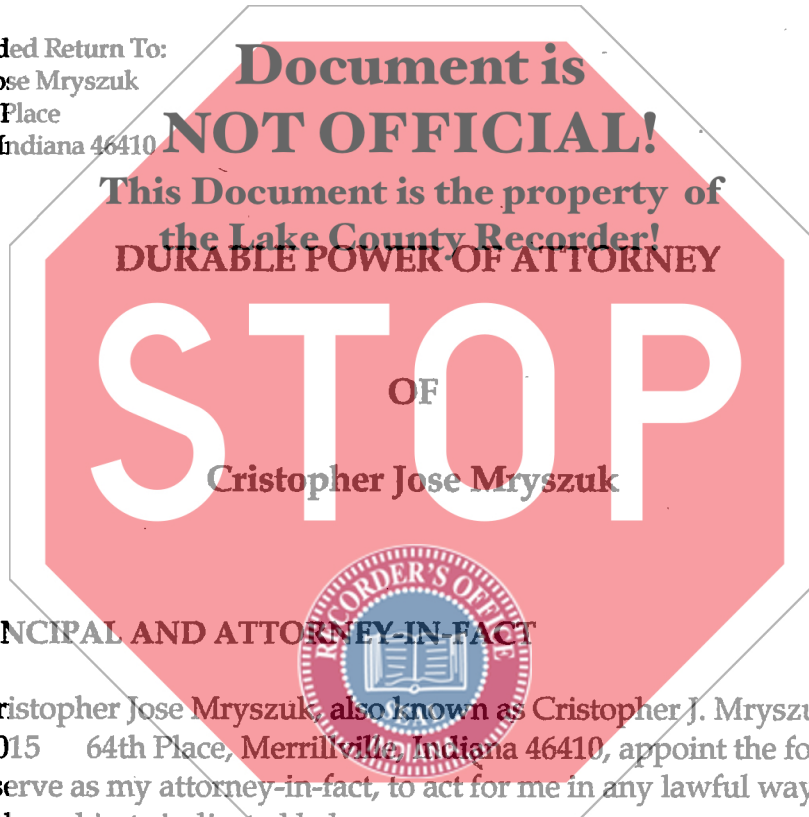 ded Return To:
ose Mryszuk
Place
Indiana 46410
Document is
NOT OFFICIAL!
This Document is the property of
the Lake County Recorder!
DURABLE POWER OF ATTORNEY
STOP
OF
Cristopher Jose Mryszuk
RECORDER'S OFFICE
NCIPAL AND ATTORNEY-IN-FACT
ristopher Jose Mryszuk, also known as Cristopher J. Mryszu
015 64th Place, Merrillville, Indiana 46410, appoint the fo
serve as my attorney-in-fact, to act for me in any lawful way